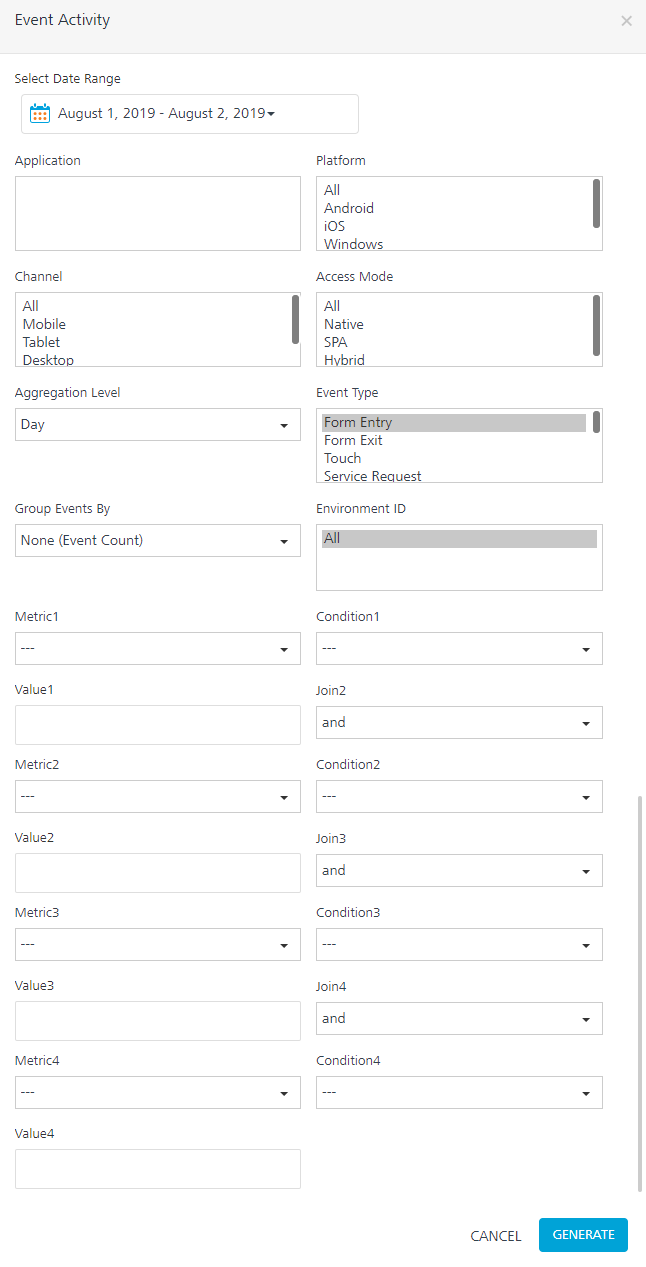 Event Activity
×
Select Date Range
August 1, 2019 - August 2, 2019
Application
Platform
All
Android
iOS
Windows
Channel
Access Mode
All
Mobile
Tablet
Desktop
All
Native
SPA
Hybrid
Aggregation Level
Event Type
Day
Form Entry
Form Exit
Touch
Service Request
Group Events By
Environment ID
None (Event Count)
All
Metric1
Condition1
---
---
Value1
Join2
and
Metric2
Condition2
---
---
Value2
Join3
and
Metric3
Condition3
---
---
Value3
Join4
and
Metric4
Condition4
---
---
Value4
CANCEL
GENERATE